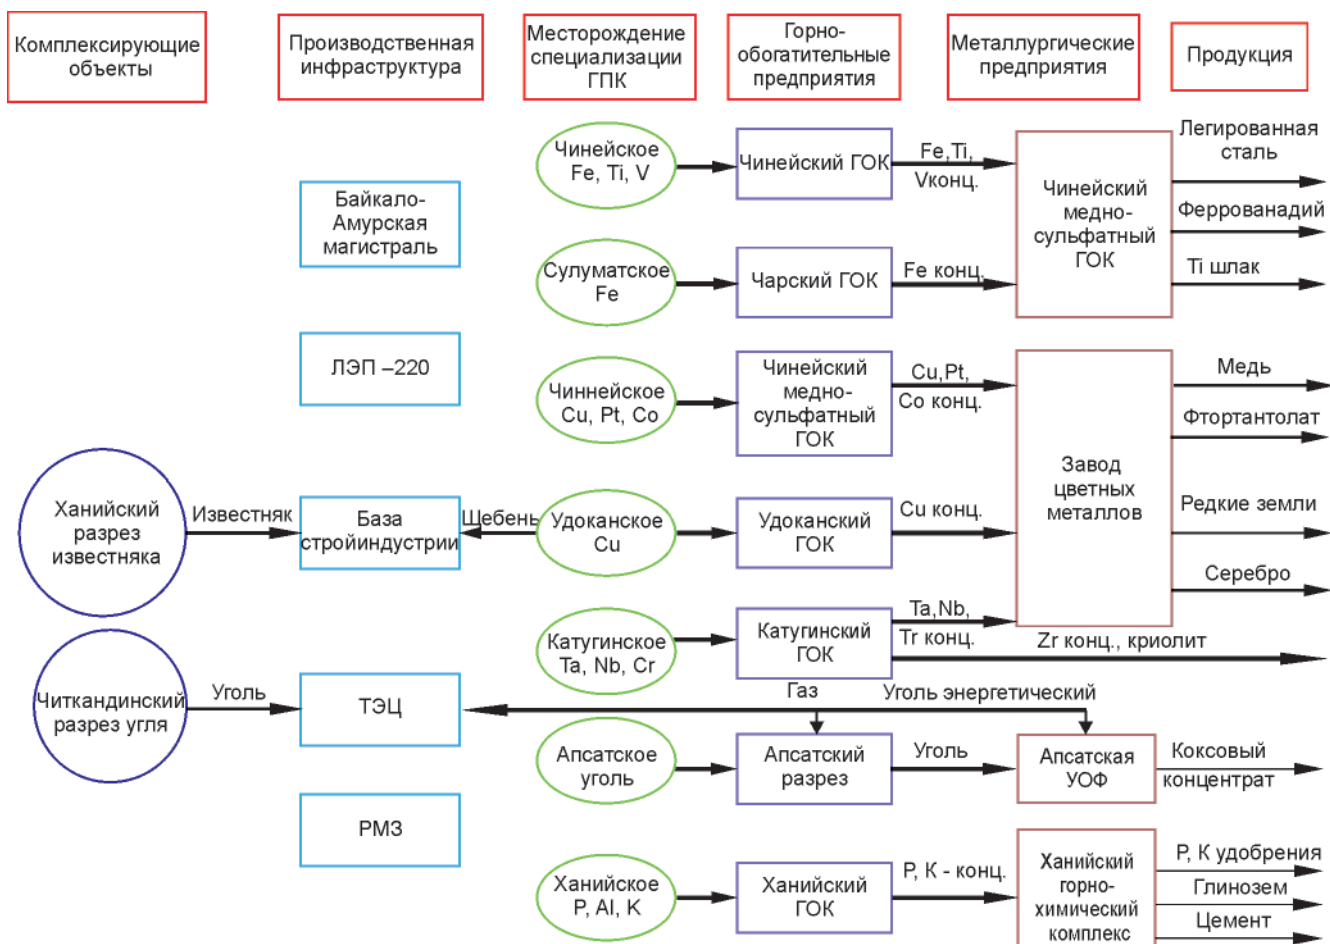 Комплексирующие
объекты
Производственная
инфраструктура
Месторождение
специализации
ГПК
Горно-
обогатительные
предприятия
Металлургические
предприятия
Продукция
Чинейское
Fe, Ti, V
Чинейский ГОК
Fe,Ti,
Vконц.
Чинейский
медно-
сульфатный
ГОК
Легированная
сталь
Феррованадий
Ti шлак
Байкало-
Амурская
магистраль
Сулуматское
Fe
Чарский ГОК
Fe конц.
ЛЭП –220
Чиннейское
Cu, Pt, Co
Чинейский
медно-
сульфатный
ГОК
Cu,Pt,
Co конц.
Завод
цветных
металлов
Медь
Фтортантолат
Редкие земли
Серебро
Ханийский
разрез
известняка
Известняк
База
стройиндустрии
Щебень
Удоканское
Cu
Удоканский
ГОК
Cu конц.
Катугинское
Ta, Nb, Cr
Катугинский
ГОК
Ta,Nb,
Tr конц.
Zr конц., криолит
Читкандинский
разрез угля
Уголь
ТЭЦ
Газ
Уголь энергетический
Апсатское
уголь
Апсатский
разрез
Уголь
Апсатская
УОФ
Коксовый
концентрат
РМЗ
Ханийское
P, Al, K
Ханийский
ГОК
P, К - конц.
Ханийский
горно-
химический
комплекс
P, К удобрения
Глинозем
Цемент